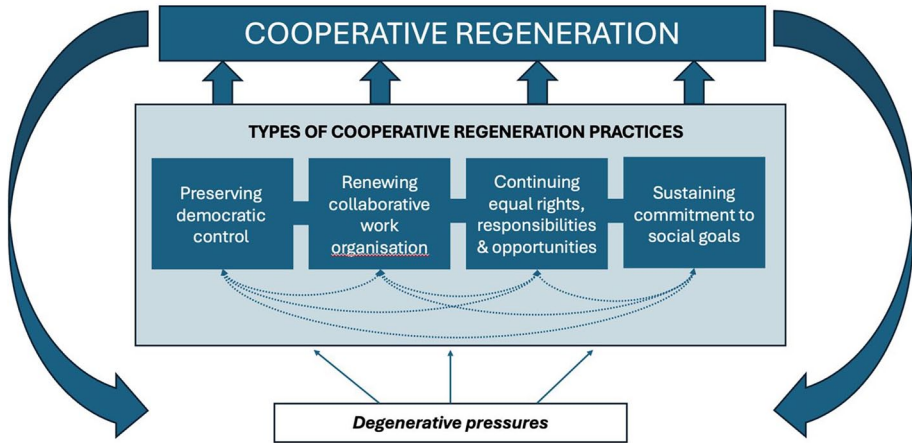 COOPERATIVE REGENERATION
TYPES OF COOPERATIVE REGENERATION PRACTICES
Preserving
democratic
control
Renewing
collaborative
work
organisation
Continuing
equal rights,
responsibilities
& opportunities
Sustaining
commitment to
social goals
Degenerative pressures